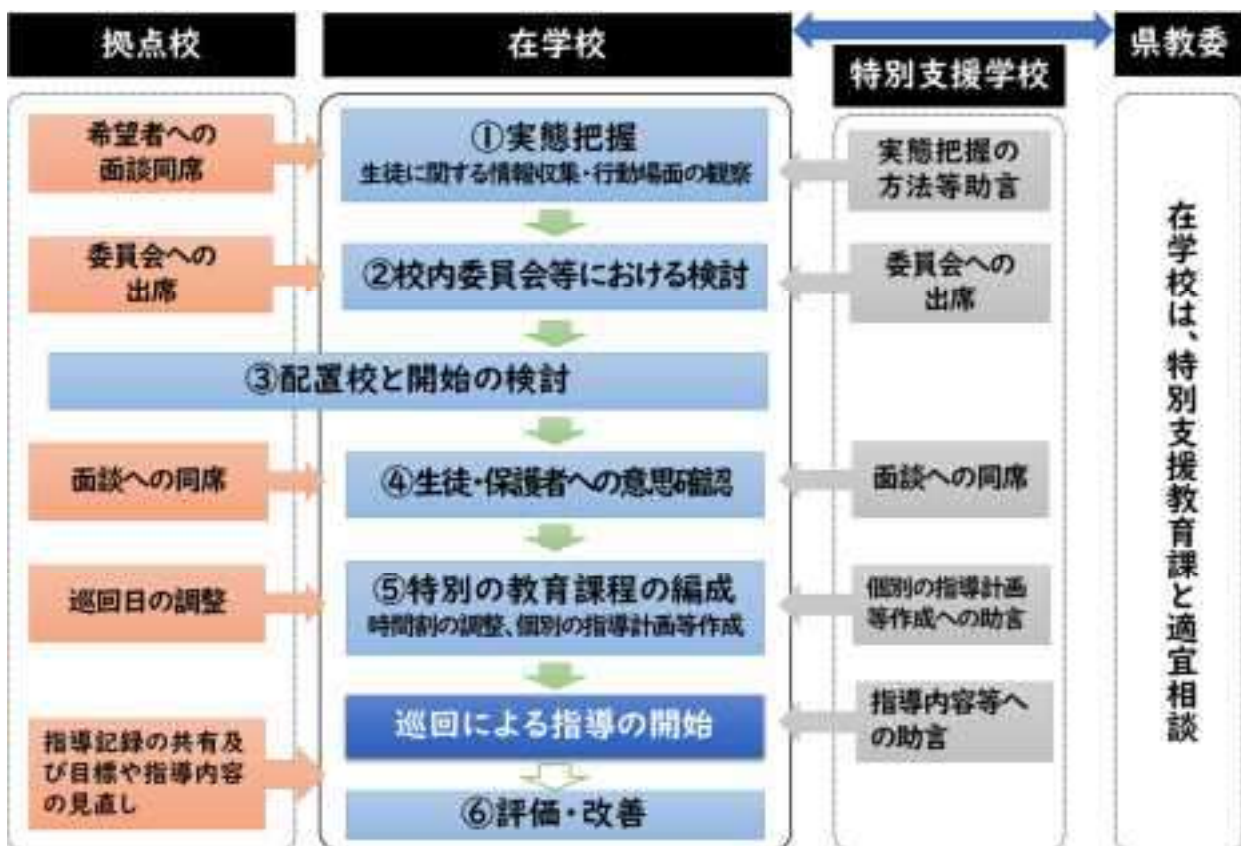 拠点校
在学校
特別支援学校
県教委
希望者への
面談同席
①実態把握
生徒に関する情報収集・行動場面の観察
実態把握の
方法等助言
委員会への
出席
②校内委員会等における検討
委員会への
出席
③配置校と開始の検討
面談への同席
④生徒・保護者への意思確認
面談への同席
巡回日の調整
⑤特別の教育課程の編成
時間割の調整、個別の指導計画等作成
個別の指導計画
等作成への助言
巡回による指導の開始
指導内容等へ
の助言
指導記録の共有及
び目標や指導内容
の見直し
⑥評価・改善
在学校は、特別支援教育課と適宜相談